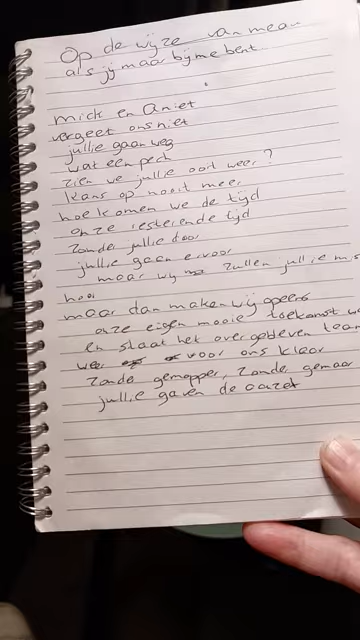 Op de wijze van mean
als jij maar bij me bent

mick en Aniet
vergeet ons niet
jullie gaan weg
wat een pech
zien we jullie ooit weer?
kans op nooit meer
hoe komen we de tijd
onze resterende tijd
zonder jullie door
jullie gaan ervoor
maar wij zullen jullie mis
hoor
maar dan maken wij opeens
onze eigen mooie toekomst
en staat het overgebleven
weer voor ons klaar
zonde gemopper, zonde gemaar
jullie gaven de aanzet